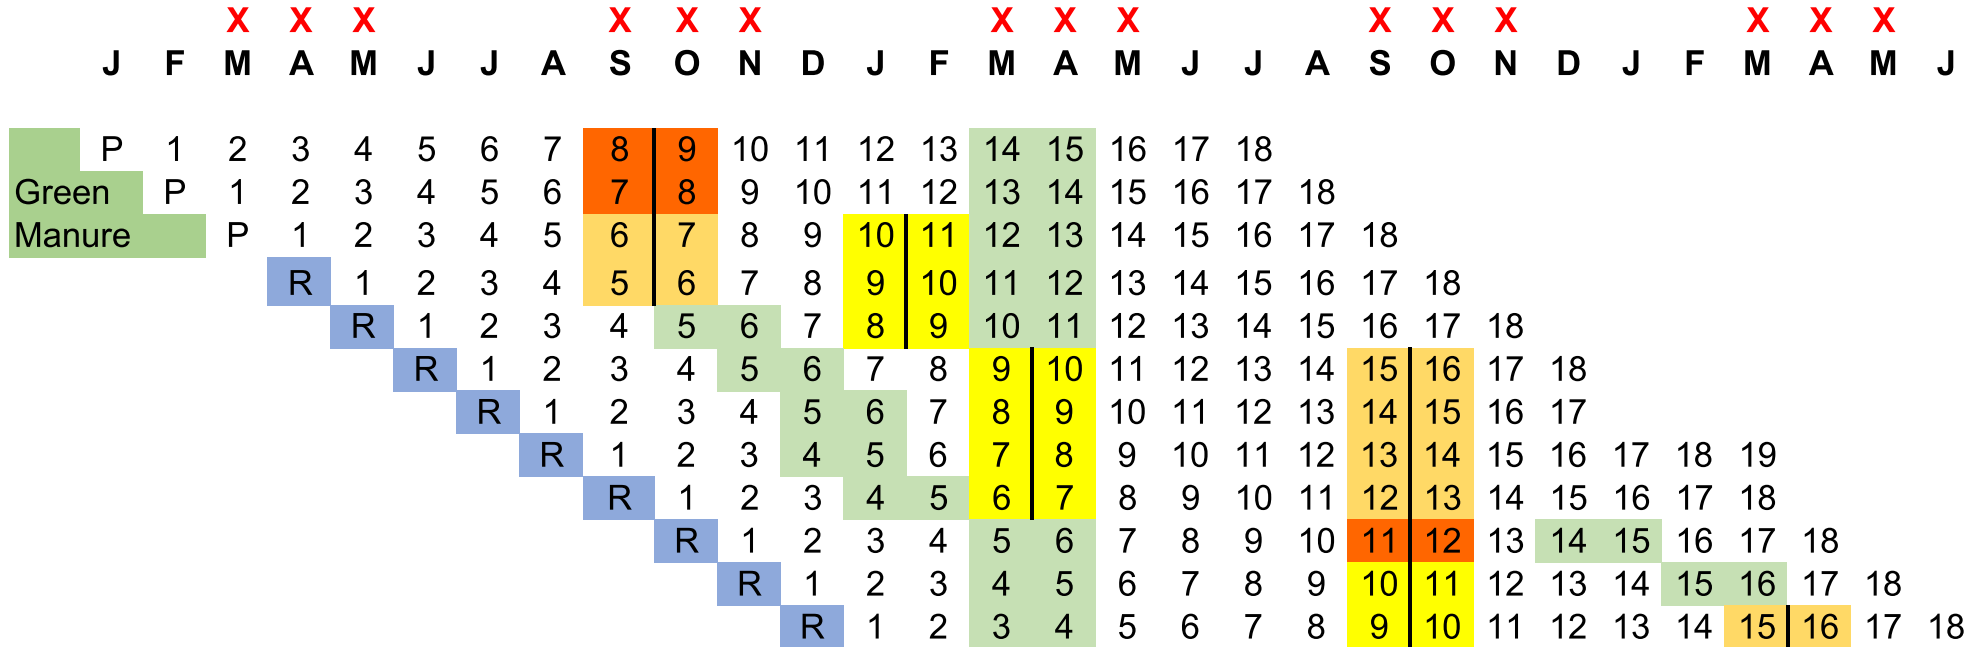 X X X X X X X X X X X X X X X
J F M A M J J A S O N D J F M A M J J A S O N D J F M A M J
P 1 2 3 4 5 6 7 8 9 10 11 12 13 14 15 16 17 18
Green P 1 2 3 4 5 6 7 8 9 10 11 12 13 14 15 16 17 18
Manure P 1 2 3 4 5 6 7 8 9 10 11 12 13 14 15 16 17 18
R 1 2 3 4 5 6 7 8 9 10 11 12 13 14 15 16 17 18
R 1 2 3 4 5 6 7 8 9 10 11 12 13 14 15 16 17 18
R 1 2 3 4 5 6 7 8 9 10 11 12 13 14 15 16 17 18
R 1 2 3 4 5 6 7 8 9 10 11 12 13 14 15 16 17
R 1 2 3 4 5 6 7 8 9 10 11 12 13 14 15 16 17 18 19
R 1 2 3 4 5 6 7 8 9 10 11 12 13 14 15 16 17 18
R 1 2 3 4 5 6 7 8 9 10 11 12 13 14 15 16 17 18
R 1 2 3 4 5 6 7 8 9 10 11 12 13 14 15 16 17 18
R 1 2 3 4 5 6 7 8 9 10 11 12 13 14 15 16 17 18